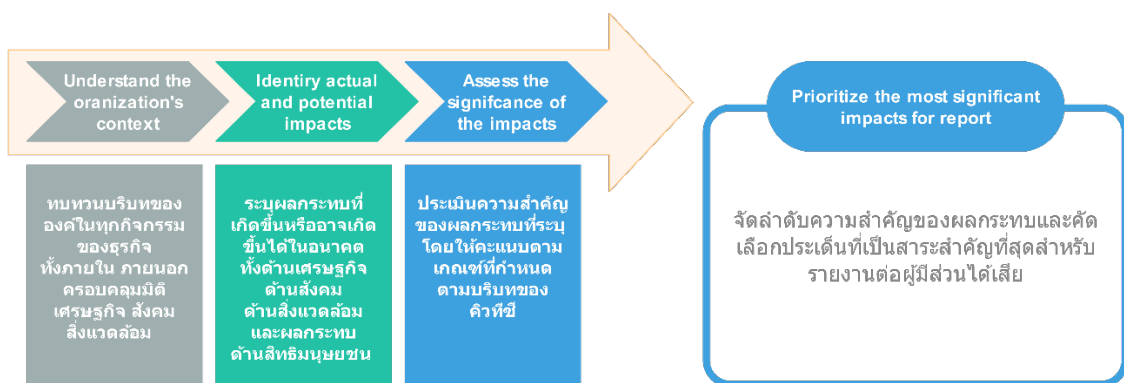 Understand the
oranization's
context
Identiry actual
and potential
impacts
Assess the
signifcance of
the impacts
Prioritize the most significant
impacts for report
ทบทวนบริบทของ
องค์ในทุกกิจกรรม
ของธุรกิจ
ทั้งภายใน ภายนอก
ครอบคลุมมิติ
เศรษฐกิจ สังคม
สิ่งแวดล้อม
ระบุผลกระทบที่
เกิดขึ้นหรืออาจเกิด
ขึ้นได้ในอนาคต
ทั้งด้านเศรษฐกิจ
ด้านสังคม
ด้านสิ่งแวดล้อม
และผลกระทบ
ด้านสิทธิมนุษยชน
ประเมินความสำคัญ
ของผลกระทบที่ระบุ
โดยให้คะแนนตาม
เกณฑ์ที่กำหนด
ตามบริบทของ
คิวทีซี
จัดลำดับความสำคัญของผลกระทบและคัด
เลือกประเด็นที่เป็นสาระสำคัญที่สุดสำหรับ
รายงานต่อผู้มีส่วนได้เสีย